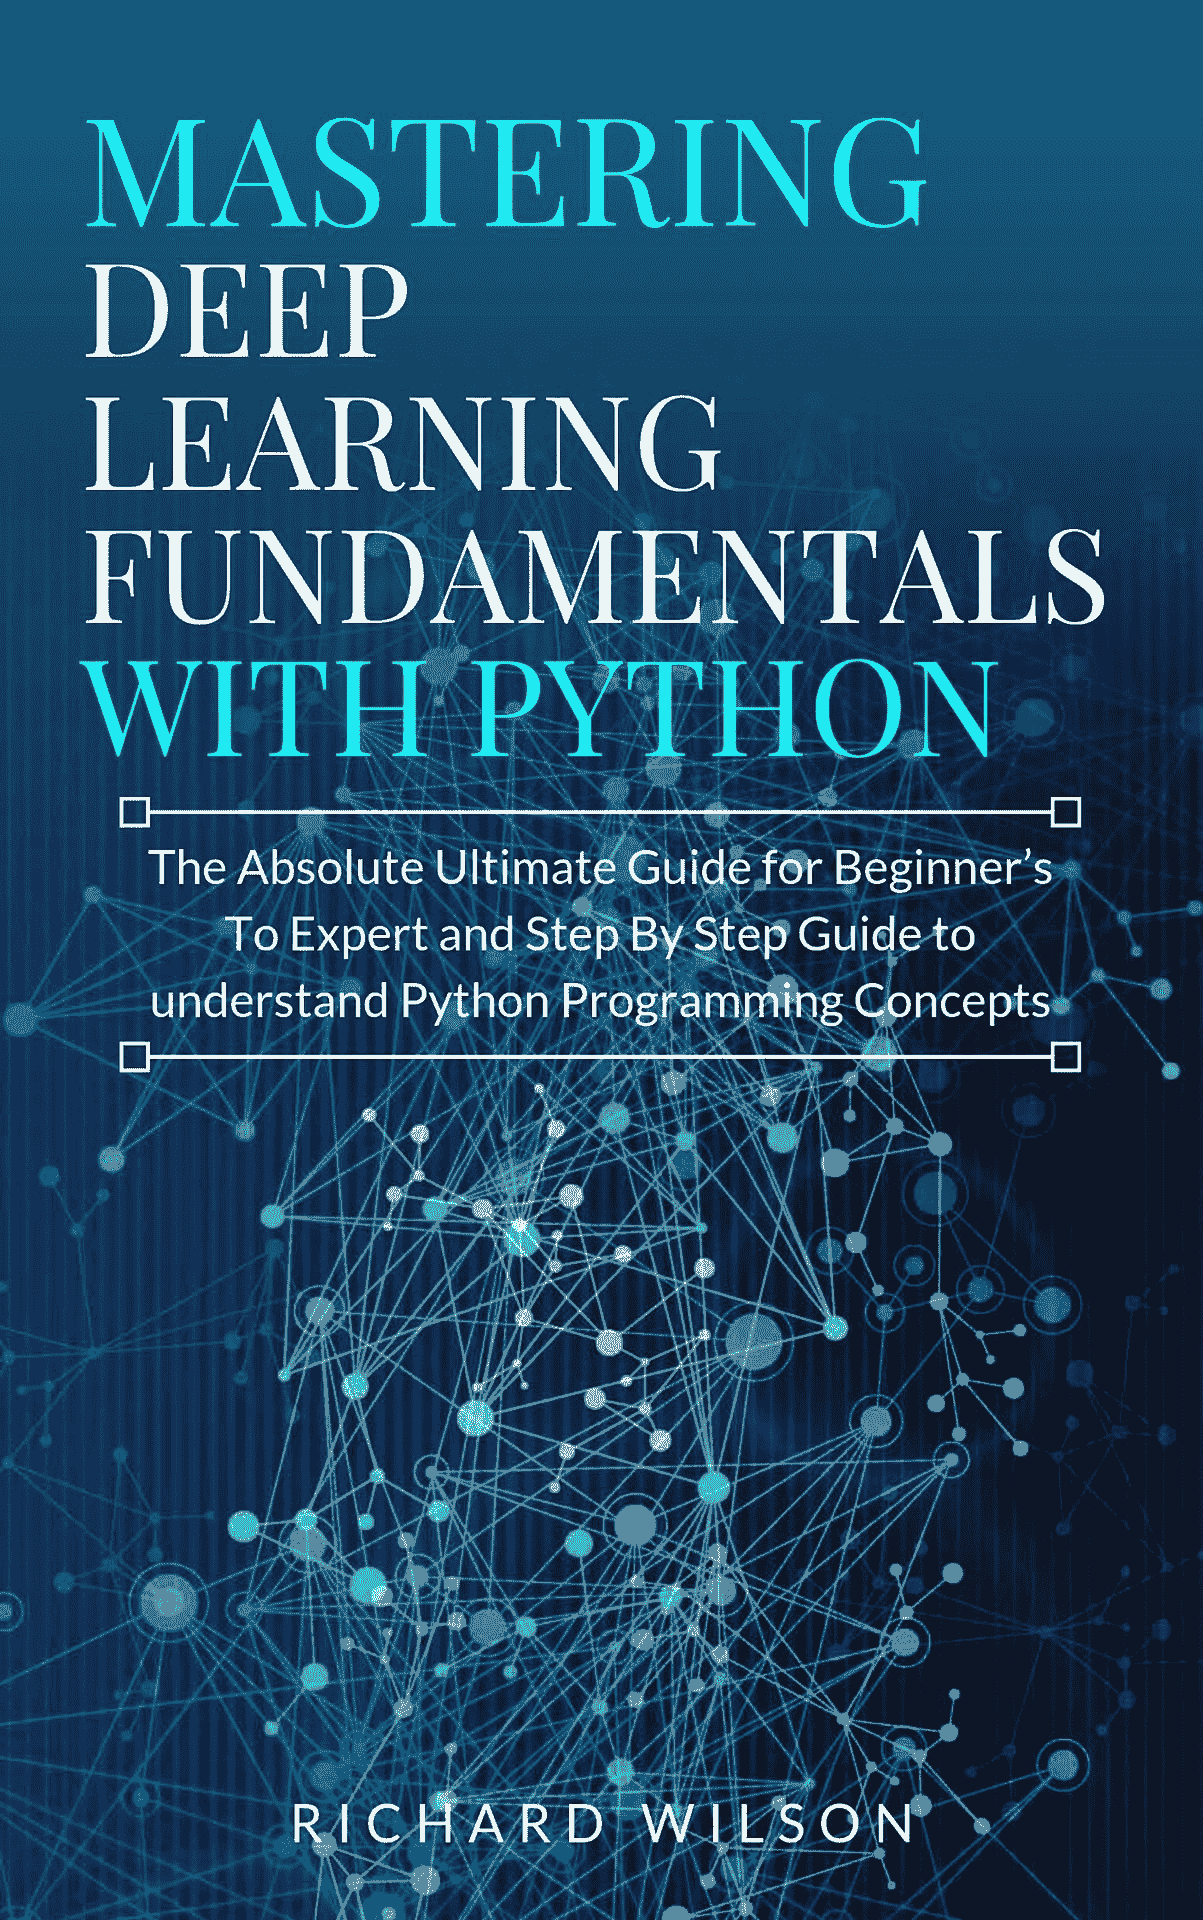 MASTERING
DEEP
LEARNING
FUNDAMENTALS
WITH PYTHON
The Absolute Ultimate Guide for Beginner’s
To Expert and Step By Step Guide to
understand Python Programming Concepts
RICHARD WILSON